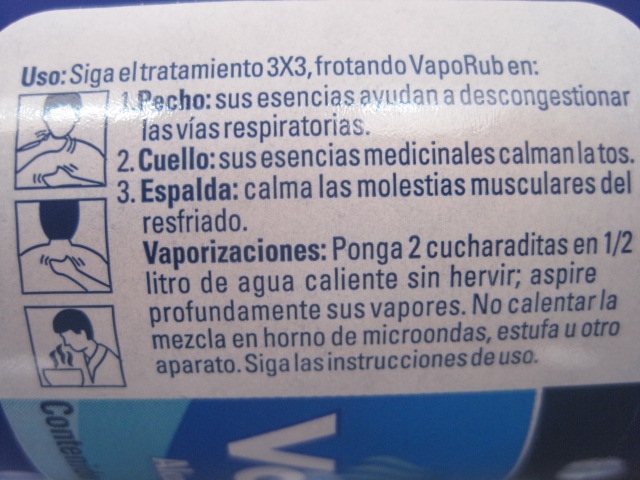 Uso: Siga el tratamiento 3X3, frotando VapoRub en:
1. Pecho: sus esencias ayudan a descongestionar
las vías respiratorias.
2. Cuello: sus esencias medicinales calman la tos.
3. Espalda: calma las molestias musculares del
resfriado.
Vaporizaciones: Ponga 2 cucharaditas en 1/2
litro de agua caliente sin hervir; aspire
profundamente sus vapores. No calentar la
mezcla en horno de microondas, estufa u otro
aparato. Siga las instrucciones de uso.